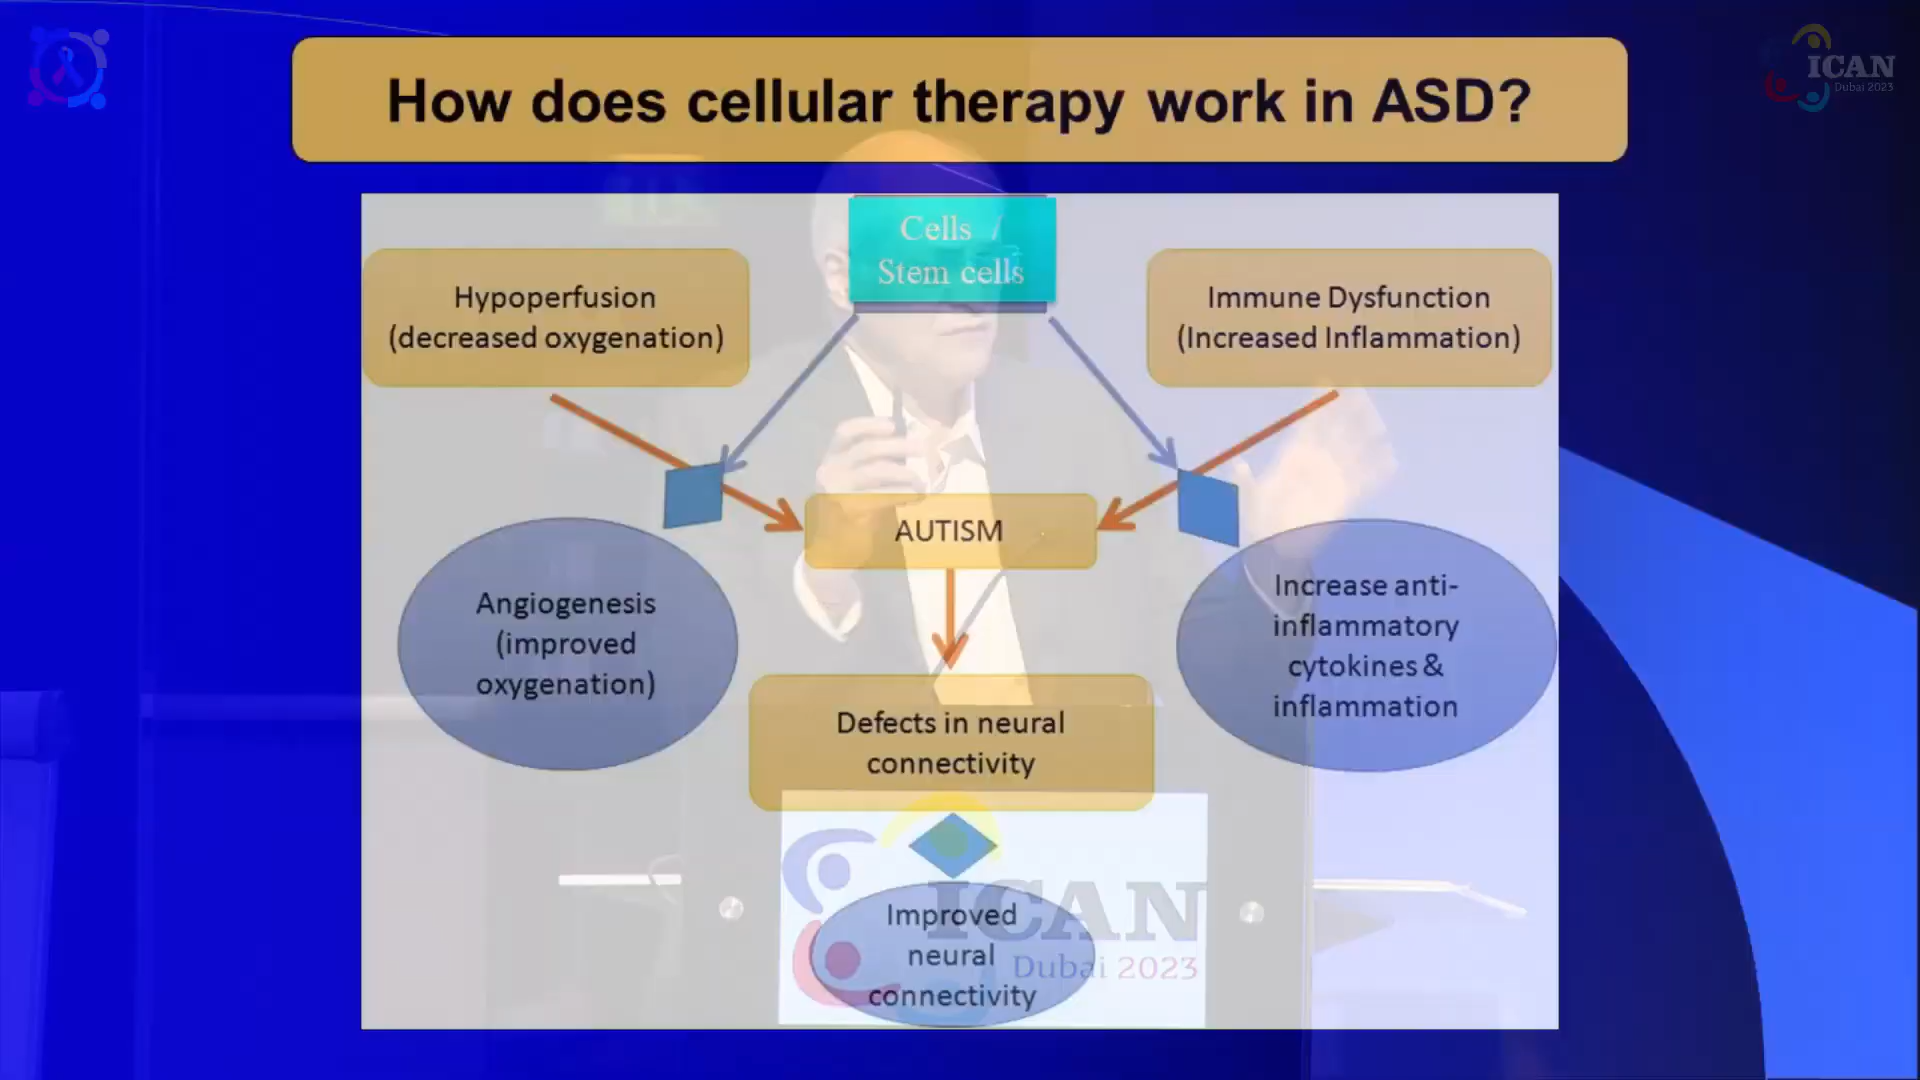 How does cellular therapy work in ASD?
ICAN
Dubai 2023
Cells /
Stem cells
Hypoperfusion
(decreased oxygenation)
Immune Dysfunction
(Increased Inflammation)
AUTISM
Angiogenesis
(improved
oxygenation)
Increase anti-
inflammatory
cytokines &
inflammation
Defects in neural
connectivity
Improved
neural
connectivity
ICAN
Dubai 2023